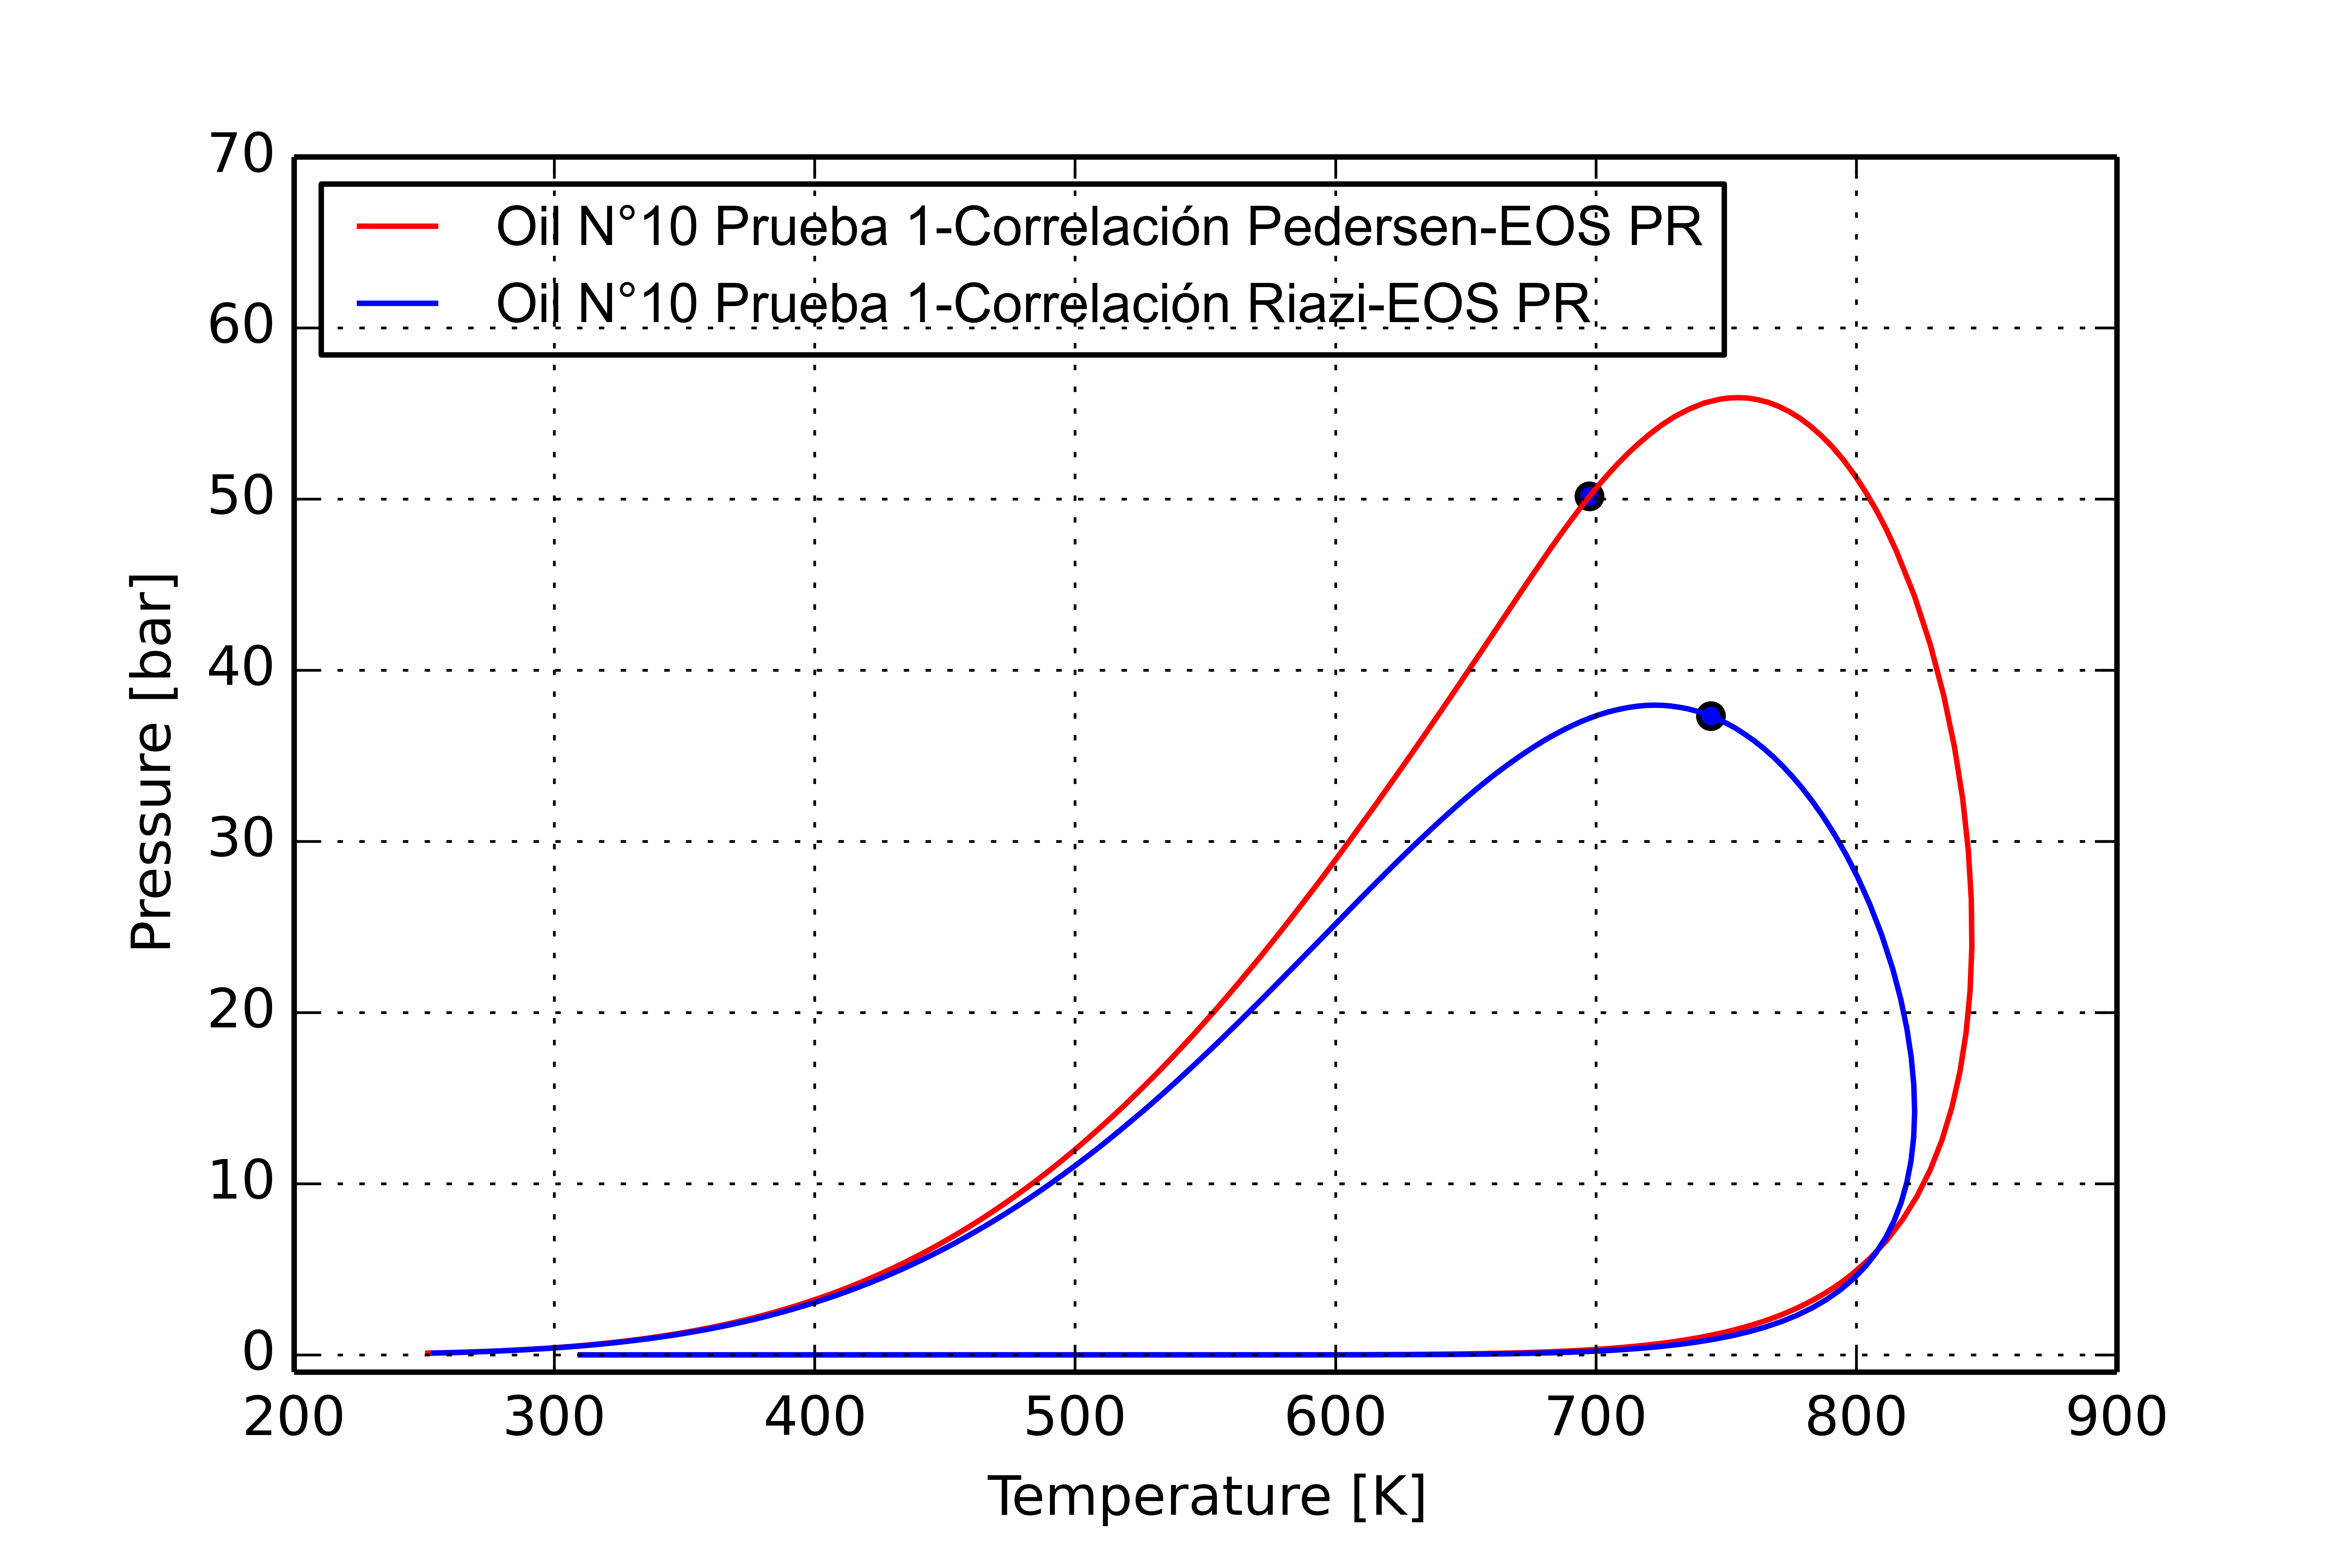 70
60
50
40
30
20
10
0
Pressure [bar]
Oil N°10 Prueba 1-Correlación Pedersen-EOS PR
Oil N°10 Prueba 1-Correlación Riazi-EOS PR
200 300 400 500 600 700 800 900
Temperature [K]